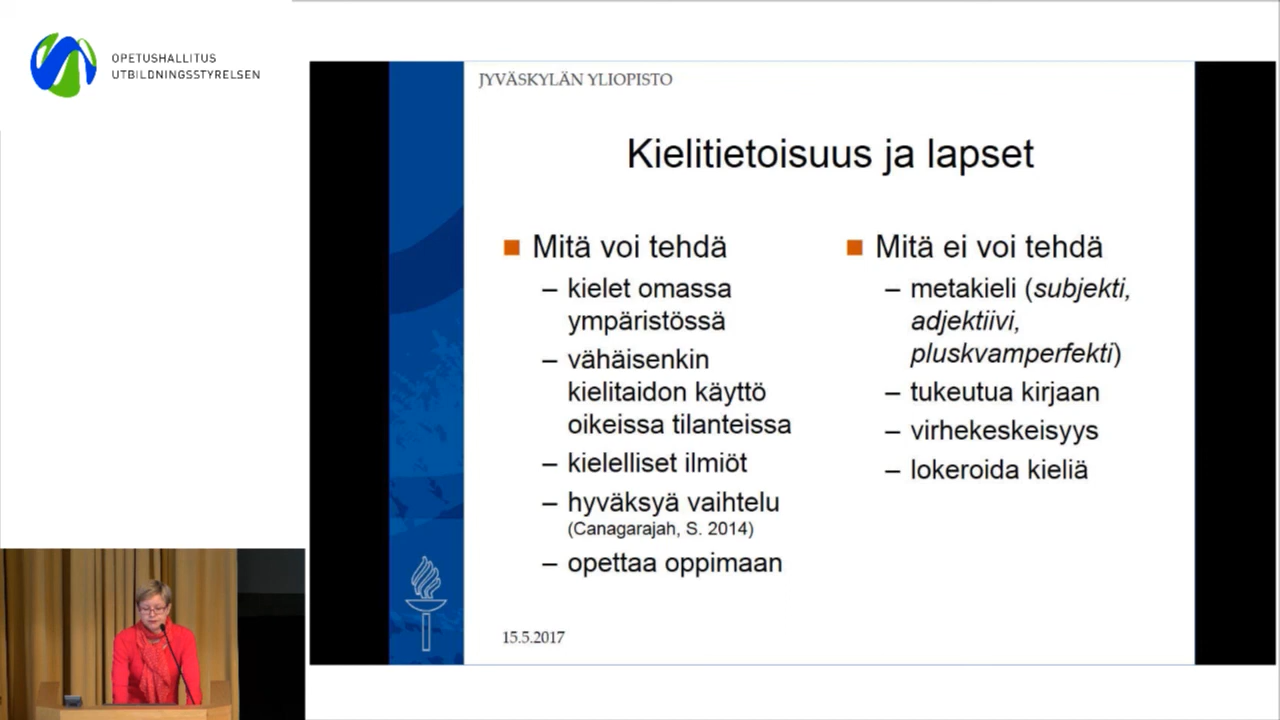 OPETUSHALLITUS
UTBILDNINGSSTYRELSEN
JYVÄSKYLÄN YLIOPISTO
Kielitietoisuus ja lapset
Mitä voi tehdä
– kielet omassa
ympäristössä
– vähäisenkin
kielitaidon käyttö
oikeissa tilanteissa
– kielelliset ilmiöt
– hyväksyä vaihtelu
(Canagarajah, S. 2014)
– opettaa oppimaan
Mitä ei voi tehdä
– metakieli (subjekti,
adjektiivi,
pluskvamperfekti)
– tukeutua kirjaan
– virhekeskeisyys
– lokeroida kieliä
15.5.2017